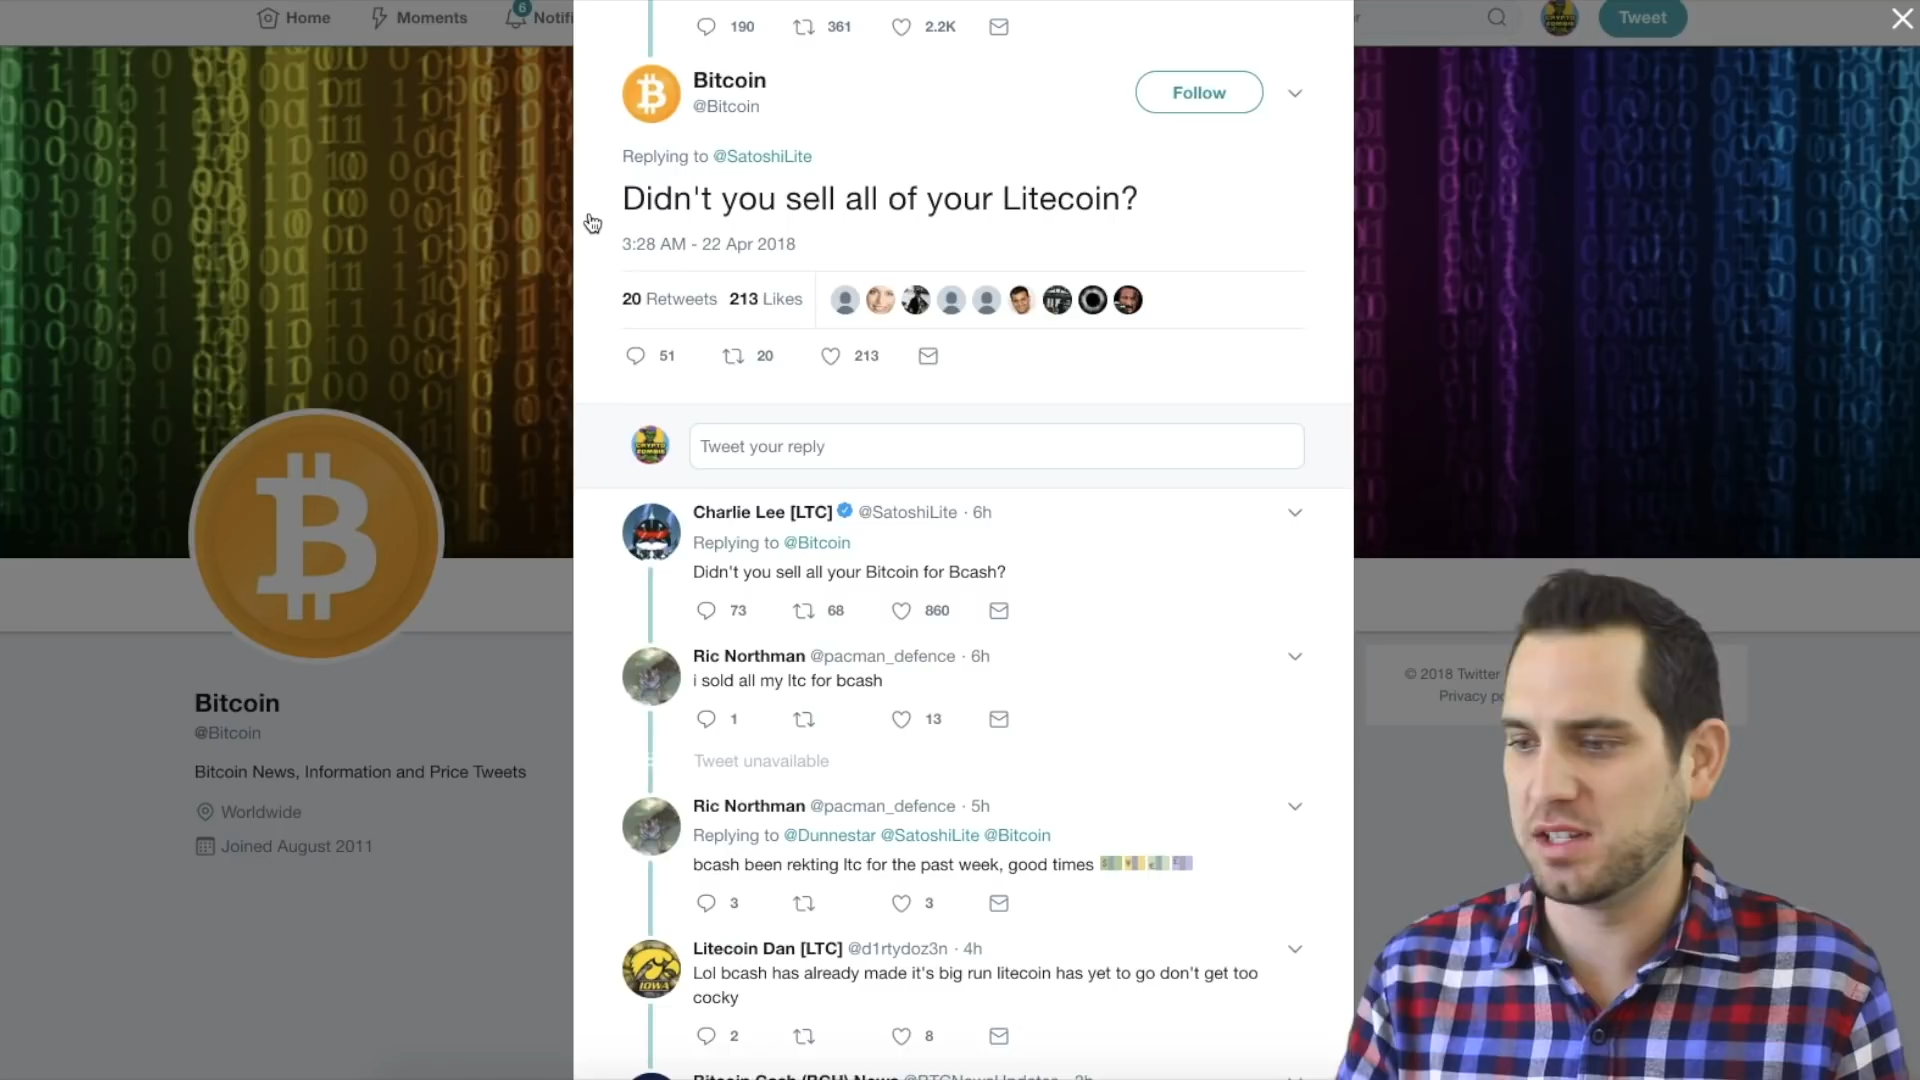 Home
Moments
6
Notifi
Tweet
190
361
2.2K
Bitcoin
@Bitcoin
Follow
Replying to @SatoshiLite
Didn't you sell all of your Litecoin?
3:28 AM - 22 Apr 2018
20 Retweets 213 Likes
51
20
213
CRYPTO
ZOMBIE
Tweet your reply
Charlie Lee [LTC] @SatoshiLite · 6h
Replying to @Bitcoin
Didn't you sell all your Bitcoin for Bcash?
73
68
860
Ric Northman @pacman_defence · 6h
i sold all my ltc for bcash
1
13
Tweet unavailable
Ric Northman @pacman_defence · 5h
Replying to @Dunnestar @SatoshiLite @Bitcoin
bcash been rekting ltc for the past week, good times
3
3
IOWA
Litecoin Dan [LTC] @d1rtydoz3n · 4h
Lol bcash has already made it's big run litecoin has yet to go don't get too
cocky
2
8
Bitcoin
@Bitcoin
Bitcoin News, Information and Price Tweets
Worldwide
Joined August 2011
© 2018 Twitter
Privacy